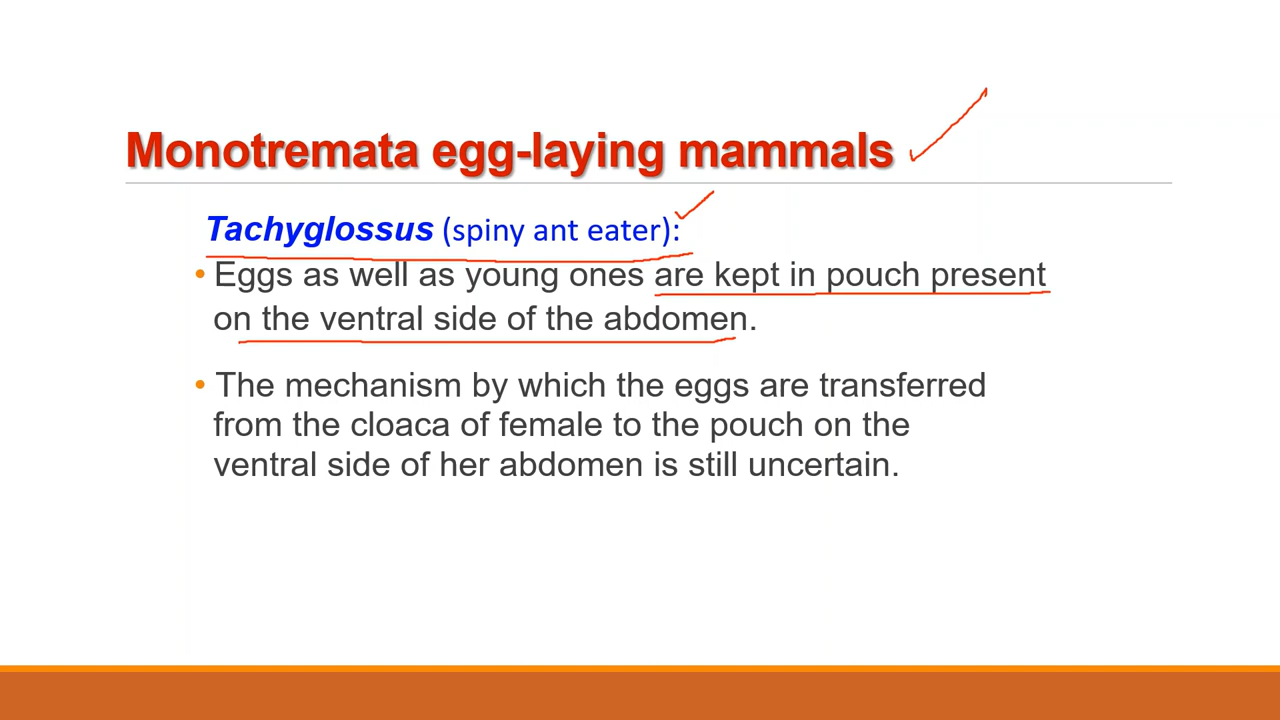 Monotremata egg-laying mammals
Tachyglossus (spiny ant eater):
• Eggs as well as young ones are kept in pouch present
on the ventral side of the abdomen.
• The mechanism by which the eggs are transferred
from the cloaca of female to the pouch on the
ventral side of her abdomen is still uncertain.